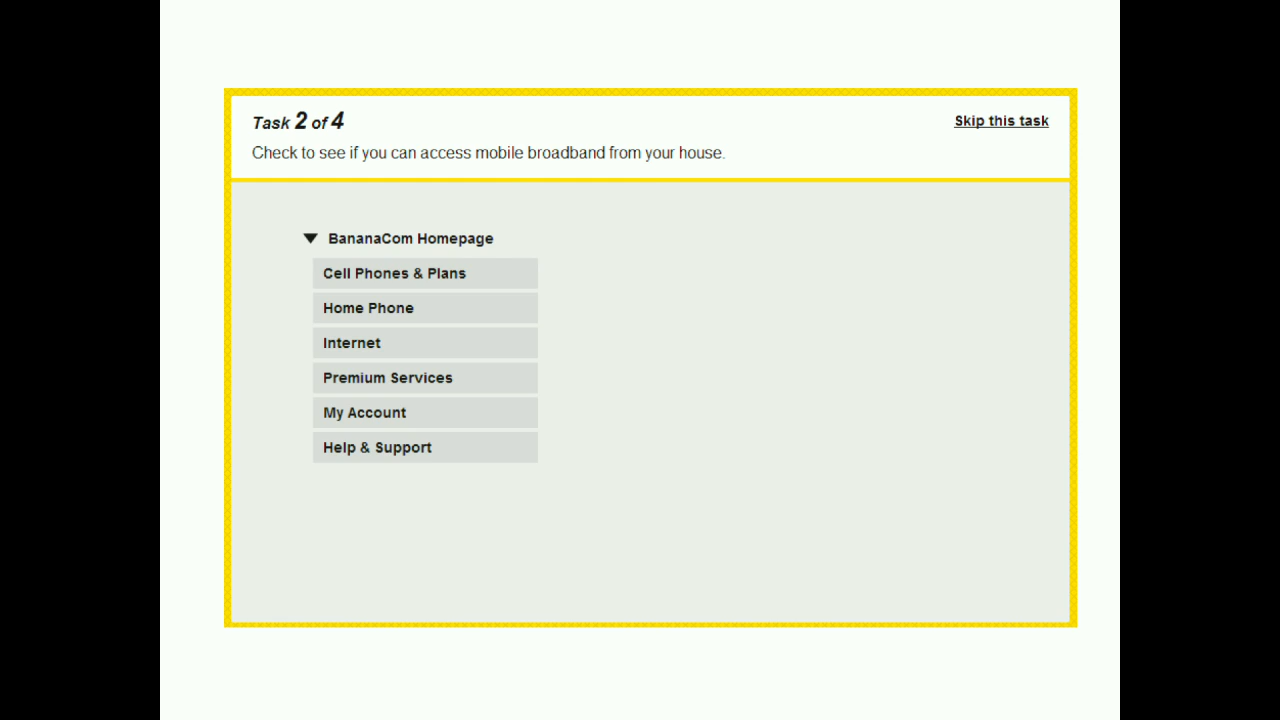 Task 2 of 4
Skip this task
Check to see if you can access mobile broadband from your house.
BananaCom Homepage
Cell Phones & Plans
Home Phone
Internet
Premium Services
My Account
Help & Support